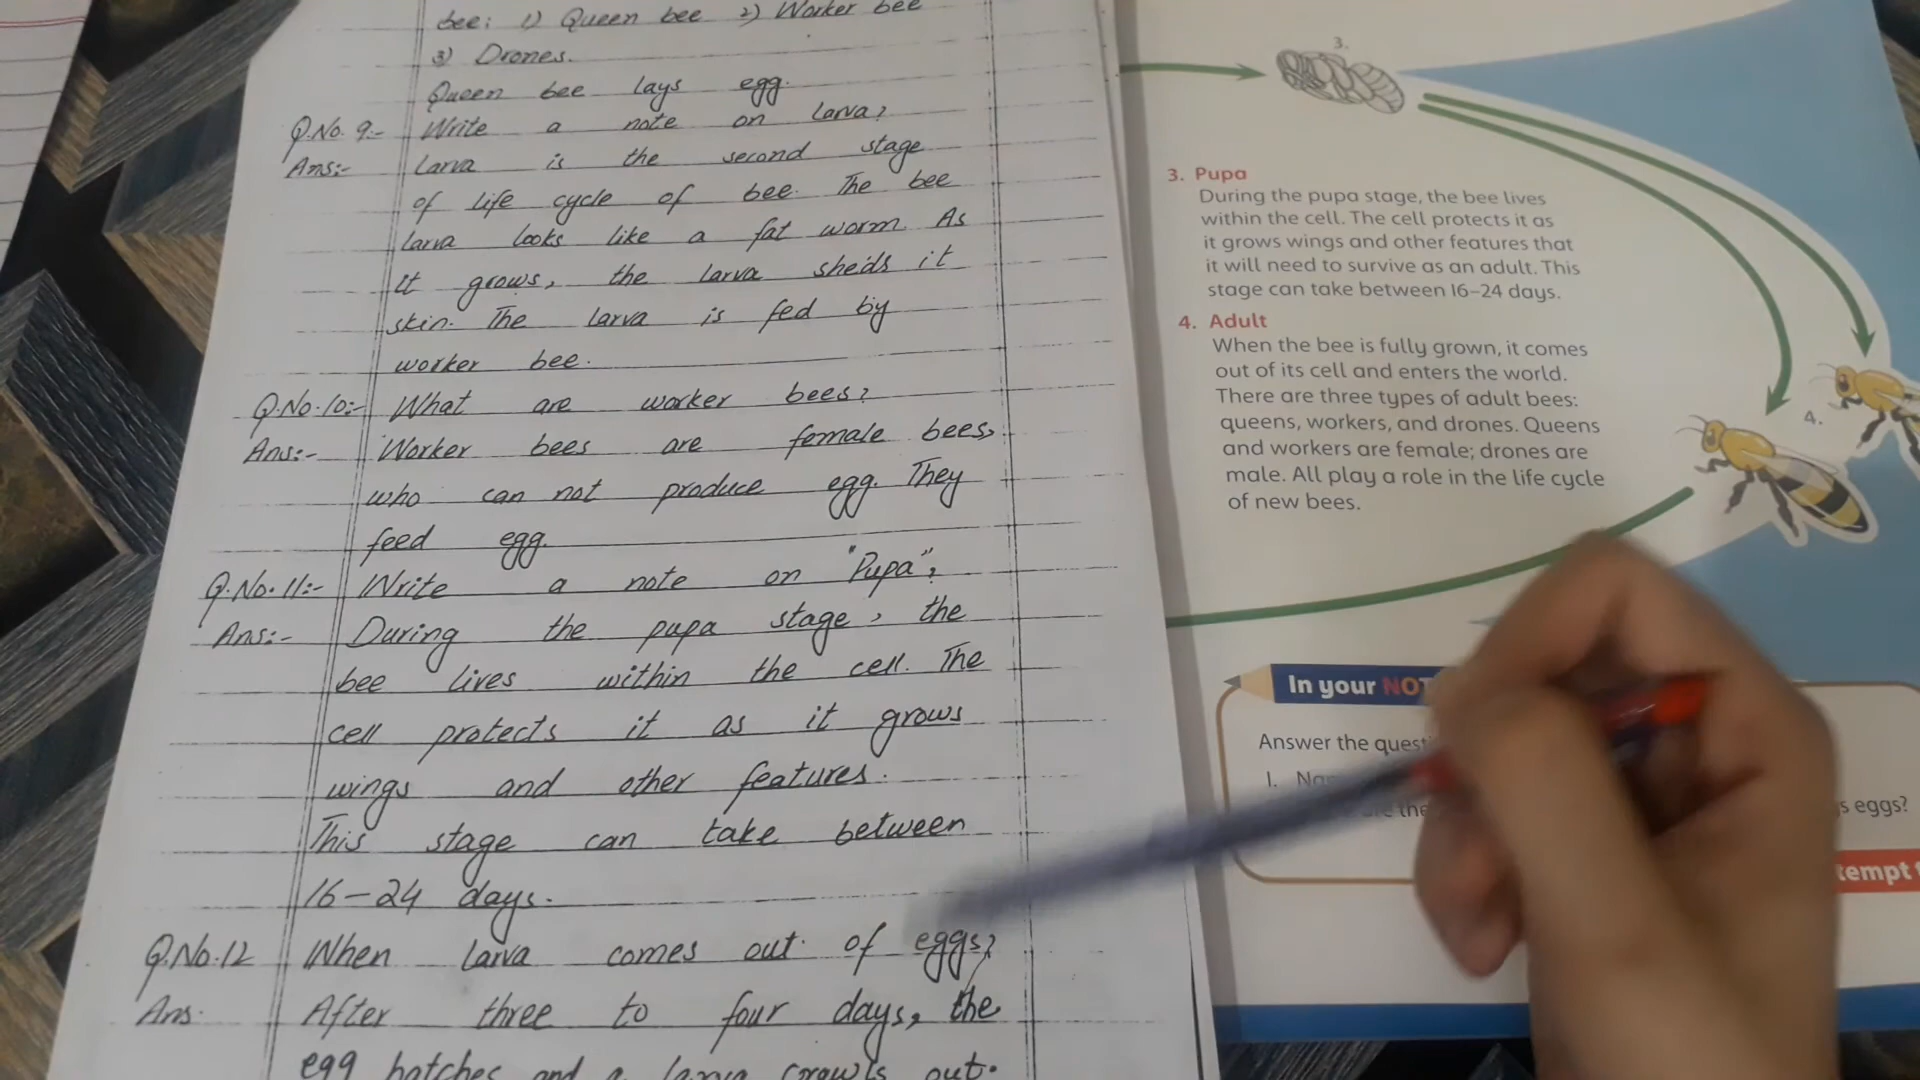 bee: 1) Queen bee 2) Worker bee
3) Drones.
Queen bee lays egg.
Q.No. 9:- Write a note on Larva?
Ans:- Larva is the second stage
of life cycle of bee. The bee
larva looks like a fat worm. As
it grows, the larva sheds it
skin. The larva is fed by
worker bee.
Q.No.10:- What are worker bees?
Ans:- Worker bees are female bees,
who can not produce egg. They
feed egg.
Q.No.11:- Write a note on "Pupa",
Ans:- During the pupa stage, the
bee lives within the cell. The
cell protects it as it grows
wings and other features.
This stage can take between
16-24 days.
Q.No.12 When larva comes out of eggs?
Ans. After three to four days, the
egg hatches and a larva crawls out.
3.
3. Pupa
During the pupa stage, the bee lives
within the cell. The cell protects it as
it grows wings and other features that
it will need to survive as an adult. This
stage can take between 16–24 days.
4. Adult
When the bee is fully grown, it comes
out of its cell and enters the world.
There are three types of adult bees:
queens, workers, and drones. Queens
and workers are female; drones are
male. All play a role in the life cycle
of new bees.
4.
In your
Answer the
1.
the eggs?